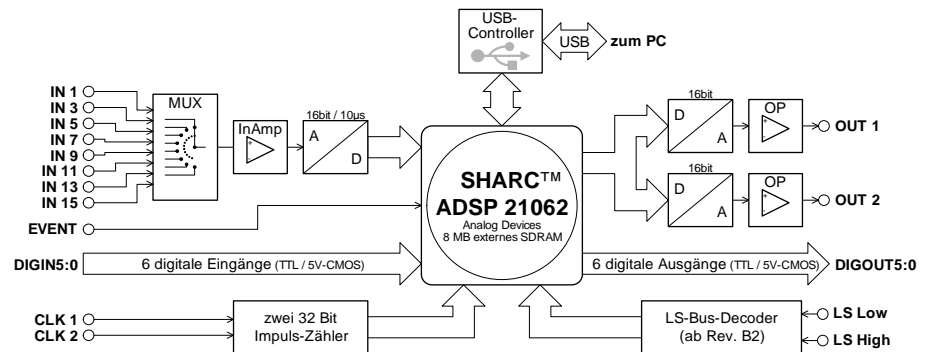 USB-
Controller
USB
zum PC
IN 1
IN 3
IN 5
IN 7
IN 9
IN 11
IN 13
IN 15
MUX
InAmp
16bit / 10µs
A
D
SHARC™
ADSP 21062
Analog Devices
8 MB externes SDRAM
16bit
D
A
OP
OUT 1
16bit
D
A
OP
OUT 2
EVENT
DIGIN5:0
6 digitale Eingänge (TTL / 5V-CMOS)
6 digitale Ausgänge (TTL / 5V-CMOS)
DIGOUT5:0
CLK 1
CLK 2
zwei 32 Bit
Impuls-Zähler
LS-Bus-Decoder
(ab Rev. B2)
LS Low
LS High